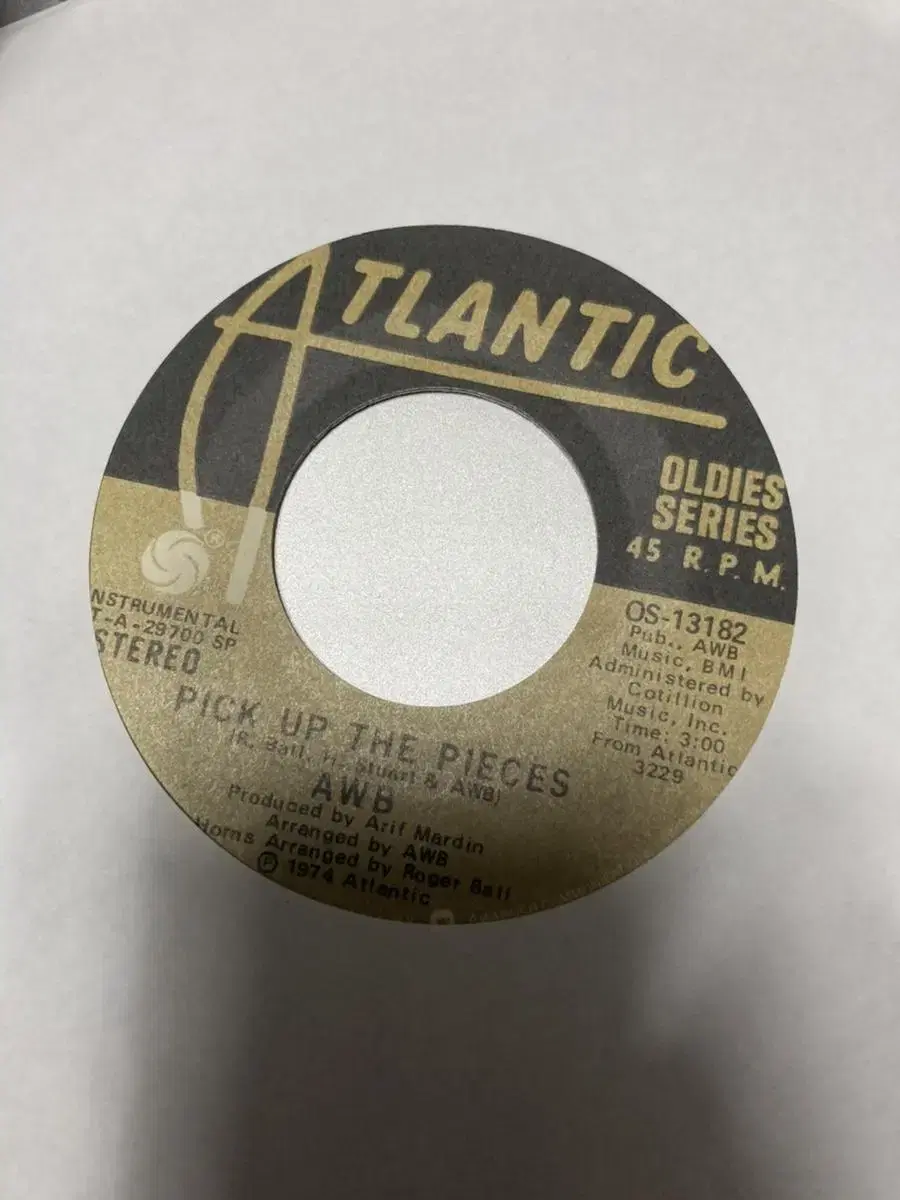 ATLANTIC
OLDIES
SERIES
45 R.P.M.
®
NSTRUMENTAL
T-A-29700 SP
STEREO
OS-13182
Pub., AWB
Music, BMI
Administered by
Cotillion
Music, Inc.
Time: 3:00
From Atlantic
3229
PICK UP THE PIECES
(R. Ball, H. Stuart & AWB)
AWB
Produced by Arif Mardin
Arranged by AWB
Horns Arranged by Roger Ball
Ⓟ 1974 Atlantic